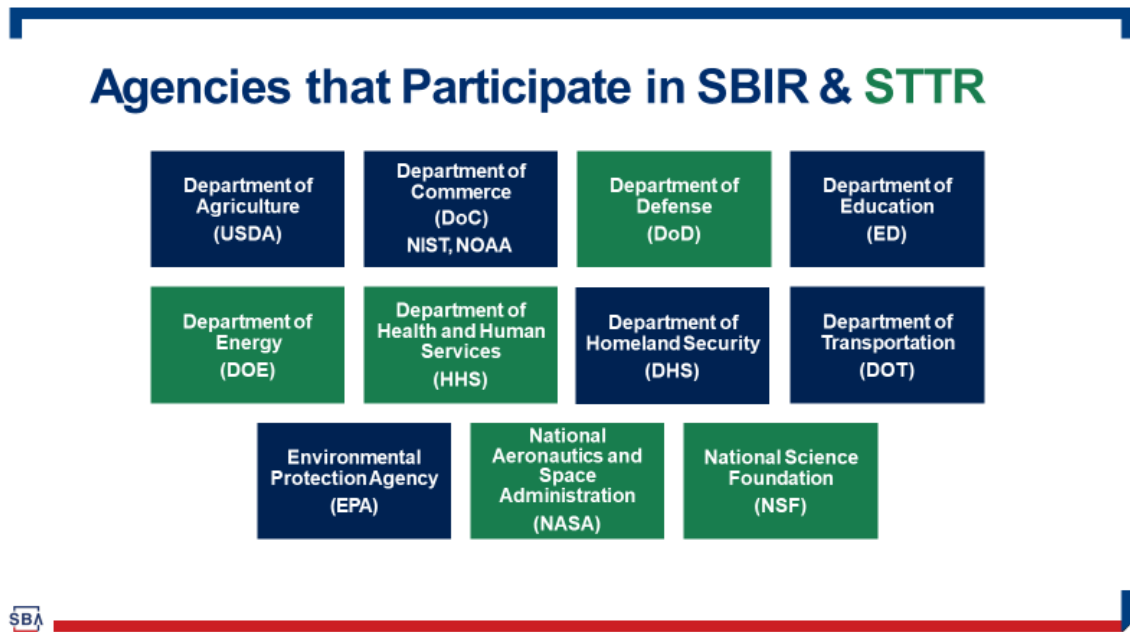 Agencies that Participate in SBIR & STTR
Department of
Agriculture
(USDA)
Department of
Commerce
(DoC)
NIST, NOAA
Department of
Defense
(DoD)
Department of
Education
(ED)
Department of
Energy
(DOE)
Department of
Health and Human
Services
(HHS)
Department of
Homeland Security
(DHS)
Department of
Transportation
(DOT)
Environmental
Protection Agency
(EPA)
National
Aeronautics and
Space
Administration
(NASA)
National Science
Foundation
(NSF)
SBA